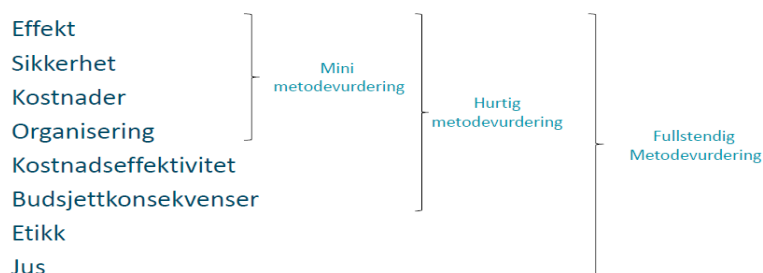 Effekt
Sikkerhet
Kostnader
Organisering
Kostnadseffektivitet
Budsjettkonsekvenser
Etikk
Jus
Mini
metodevurdering
Hurtig
metodevurdering
Fullstendig
Metodevurdering